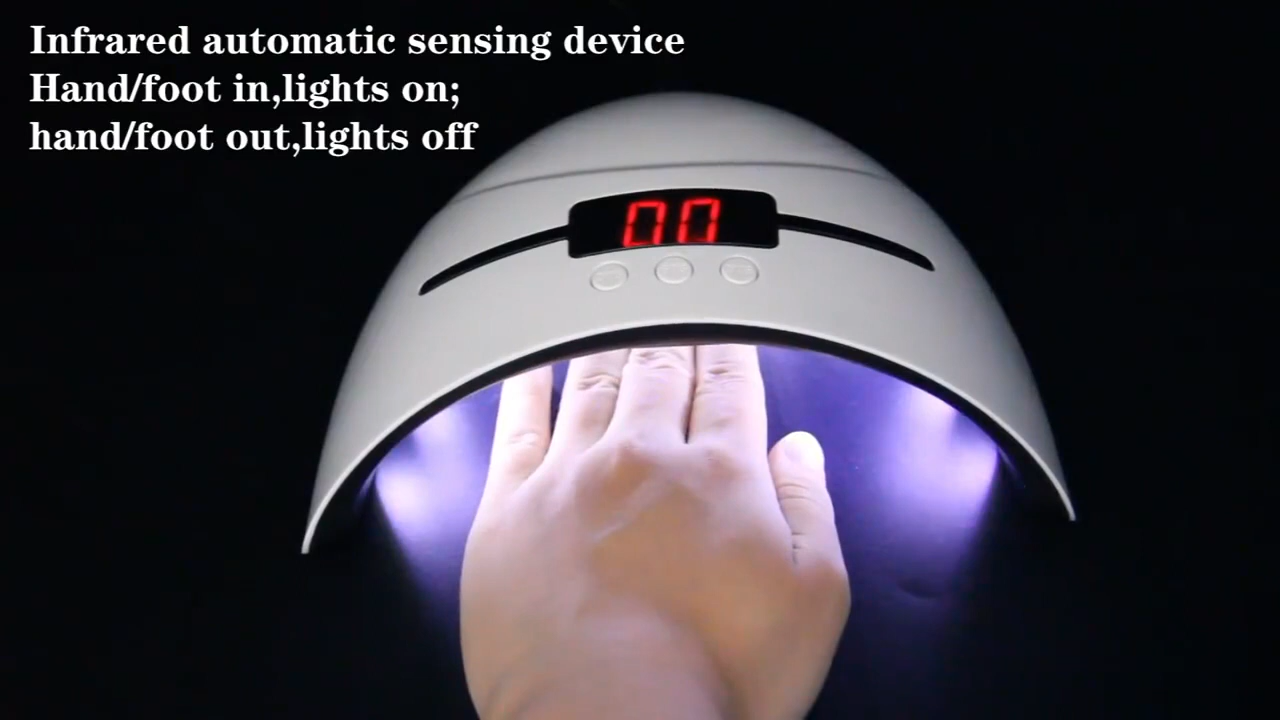 Infrared automatic sensing device
Hand/foot in,lights on;
hand/foot out,lights off
00